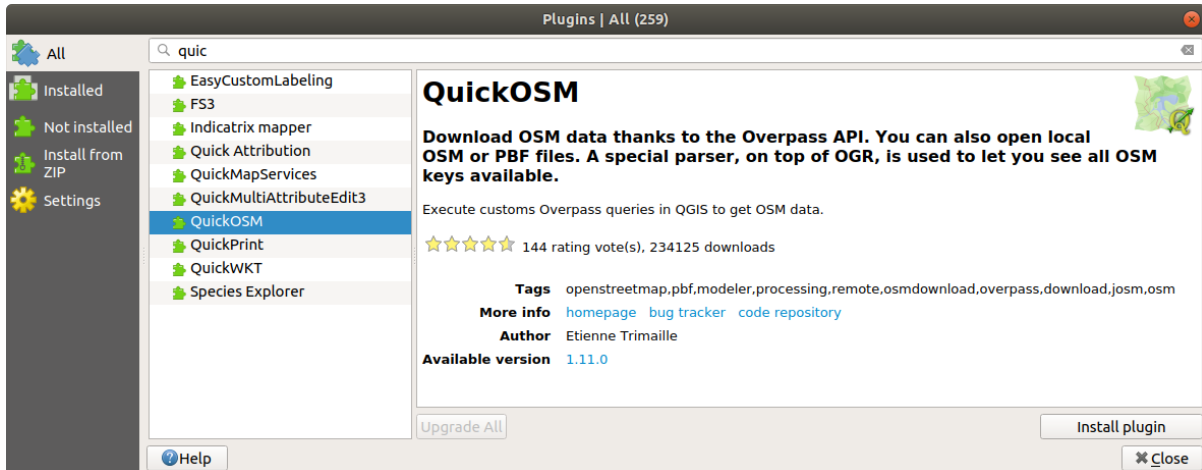 Plugins | All (259)
All
Installed
Not installed
Install from
ZIP
Settings
quic
EasyCustomLabeling
FS3
Indicatrix mapper
Quick Attribution
QuickMapServices
QuickMultiAttributeEdit3
QuickOSM
QuickPrint
QuickWKT
Species Explorer
QuickOSM
Download OSM data thanks to the Overpass API. You can also open local
OSM or PBF files. A special parser, on top of OGR, is used to let you see all OSM
keys available.
Execute customs Overpass queries in QGIS to get OSM data.
144 rating vote(s), 234125 downloads
Tags openstreetmap,pbf,modeler,processing,remote,osmdownload,overpass,download,josm,osm
More info homepage bug tracker code repository
Author Etienne Trimaille
Available version 1.11.0
Upgrade All
Install plugin
Help
Close